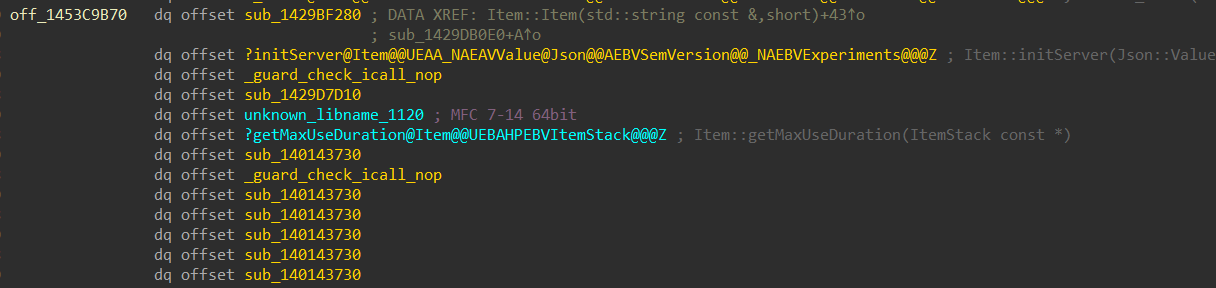 off_1453C9B70 dq offset sub_1429BF280 ; DATA XREF: Item::Item(std::string const &,short)+43↑o
; sub_1429DB0E0+A↑o
dq offset ?initServer@Item@@UEAA_NAEAVValue@Json@@AEBVSemVersion@@_NAEBVExperiments@@@Z ; Item::initServer(Json::Value
dq offset _guard_check_icall_nop
dq offset sub_1429D7D10
dq offset unknown_libname_1120 ; MFC 7-14 64bit
dq offset ?getMaxUseDuration@Item@@UEBAHPEBVItemStack@@@Z ; Item::getMaxUseDuration(ItemStack const *)
dq offset sub_140143730
dq offset _guard_check_icall_nop
dq offset sub_140143730
dq offset sub_140143730
dq offset sub_140143730
dq offset sub_140143730
dq offset sub_140143730